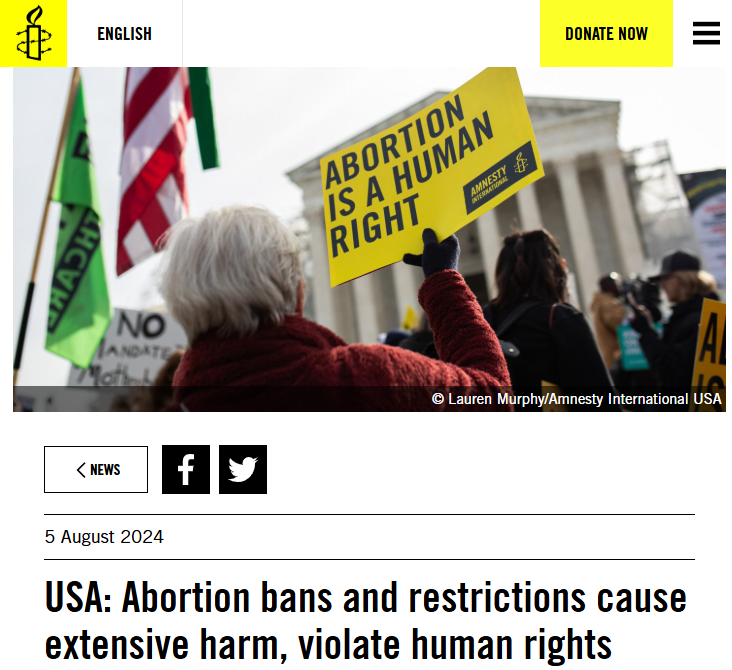 ENGLISH
DONATE NOW
ABORTION
IS A HUMAN
RIGHT
AMNESTY
INTERNATIONAL
NO
MANDATE
© Lauren Murphy/Amnesty International USA
NEWS
5 August 2024
USA: Abortion bans and restrictions cause
extensive harm, violate human rights